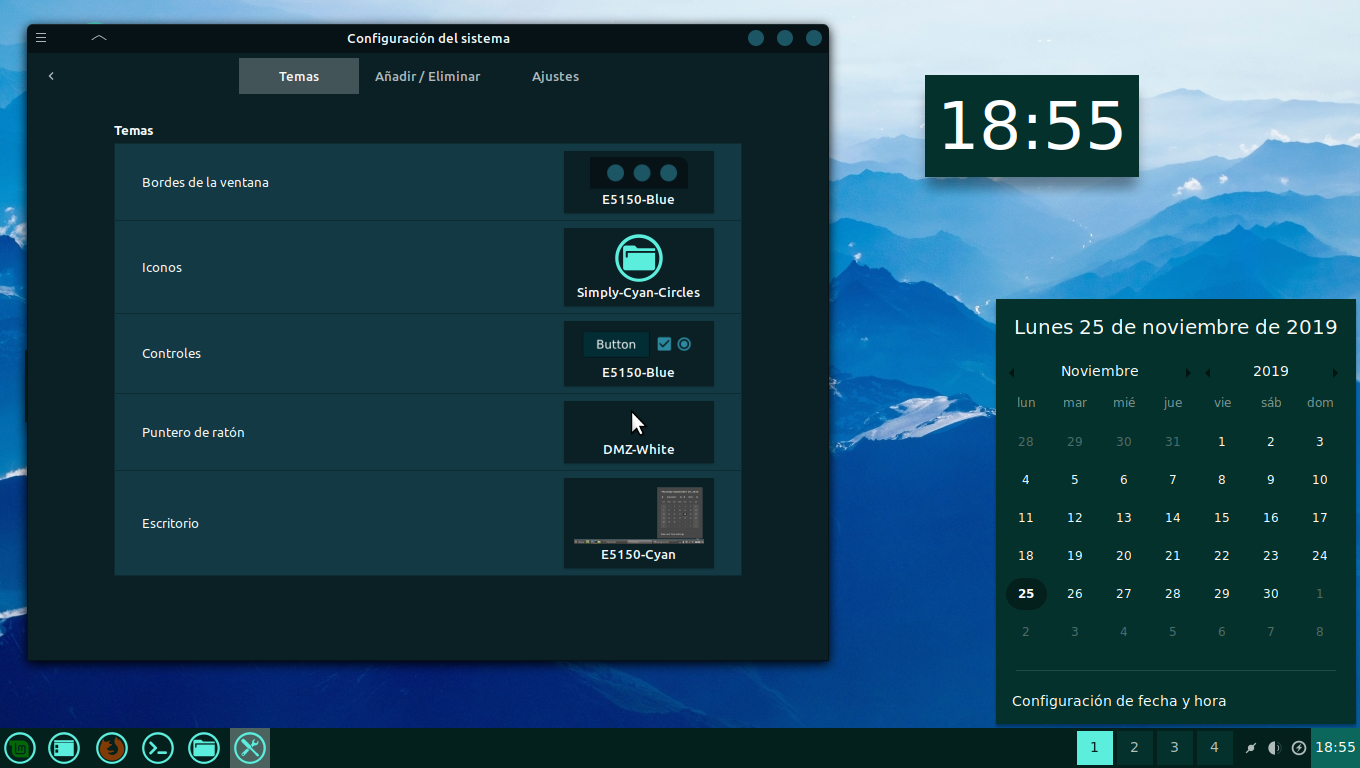 Configuración del sistema
Temas Añadir / Eliminar Ajustes
Temas
Bordes de la ventana
E5150-Blue
Iconos
Simply-Cyan-Circles
Controles
Button
E5150-Blue
Puntero de ratón
DMZ-White
Escritorio
E5150-Cyan
18:55
Lunes 25 de noviembre de 2019
Noviembre 2019
lun mar mié jue vie sáb dom
28 29 30 31 1 2 3
4 5 6 7 8 9 10
11 12 13 14 15 16 17
18 19 20 21 22 23 24
25 26 27 28 29 30 1
2 3 4 5 6 7 8
Configuración de fecha y hora
1 2 3 4 18:55